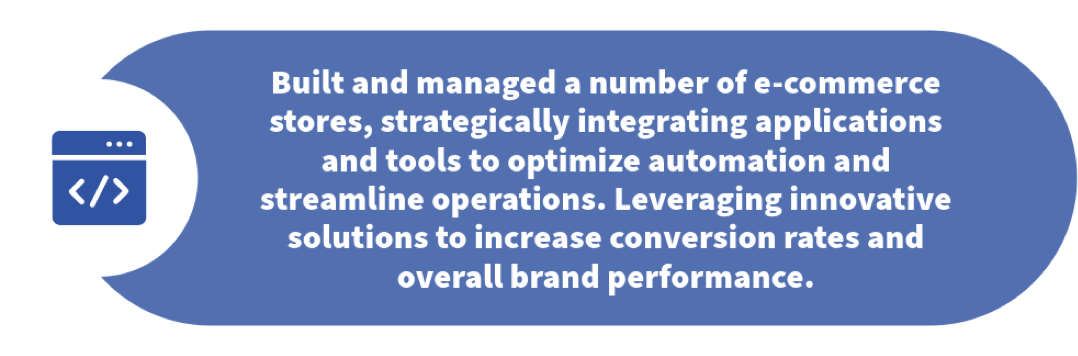 Built and managed a number of e-commerce
stores, strategically integrating applications
and tools to optimize automation and
streamline operations. Leveraging innovative
solutions to increase conversion rates and
overall brand performance.